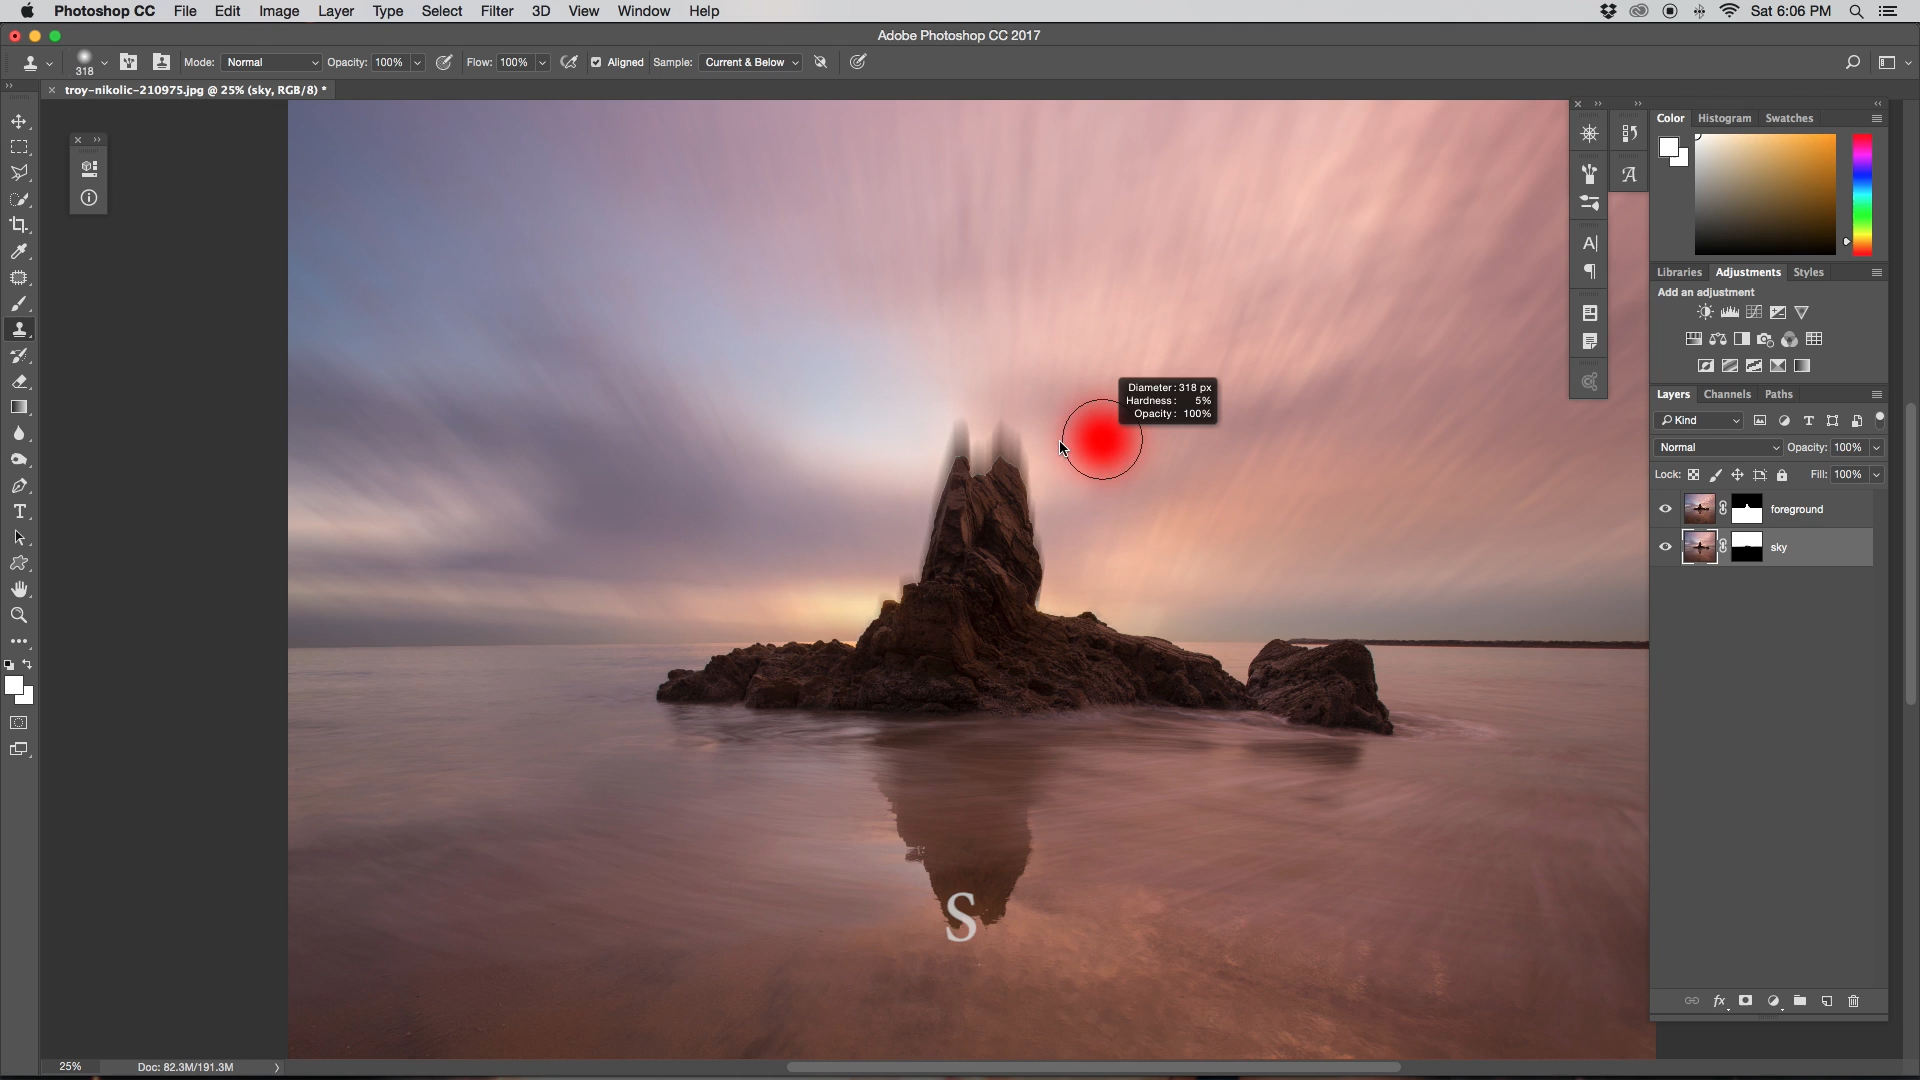 Photoshop CC File Edit Image Layer Type Select Filter 3D View Window Help Sat 6:06 PM
Adobe Photoshop CC 2017
318 Mode: Normal Opacity: 100% Flow: 100% Aligned Sample: Current & Below
troy-nikolic-210975.jpg @ 25% (sky, RGB/8) *
Color Histogram Swatches
Libraries Adjustments Styles
Add an adjustment
Diameter: 318 px
Hardness: 5%
Opacity: 100%
Layers Channels Paths
Kind
Normal Opacity: 100%
Lock: Fill: 100%
foreground
sky
S
25% Doc: 82.3M/191.3M